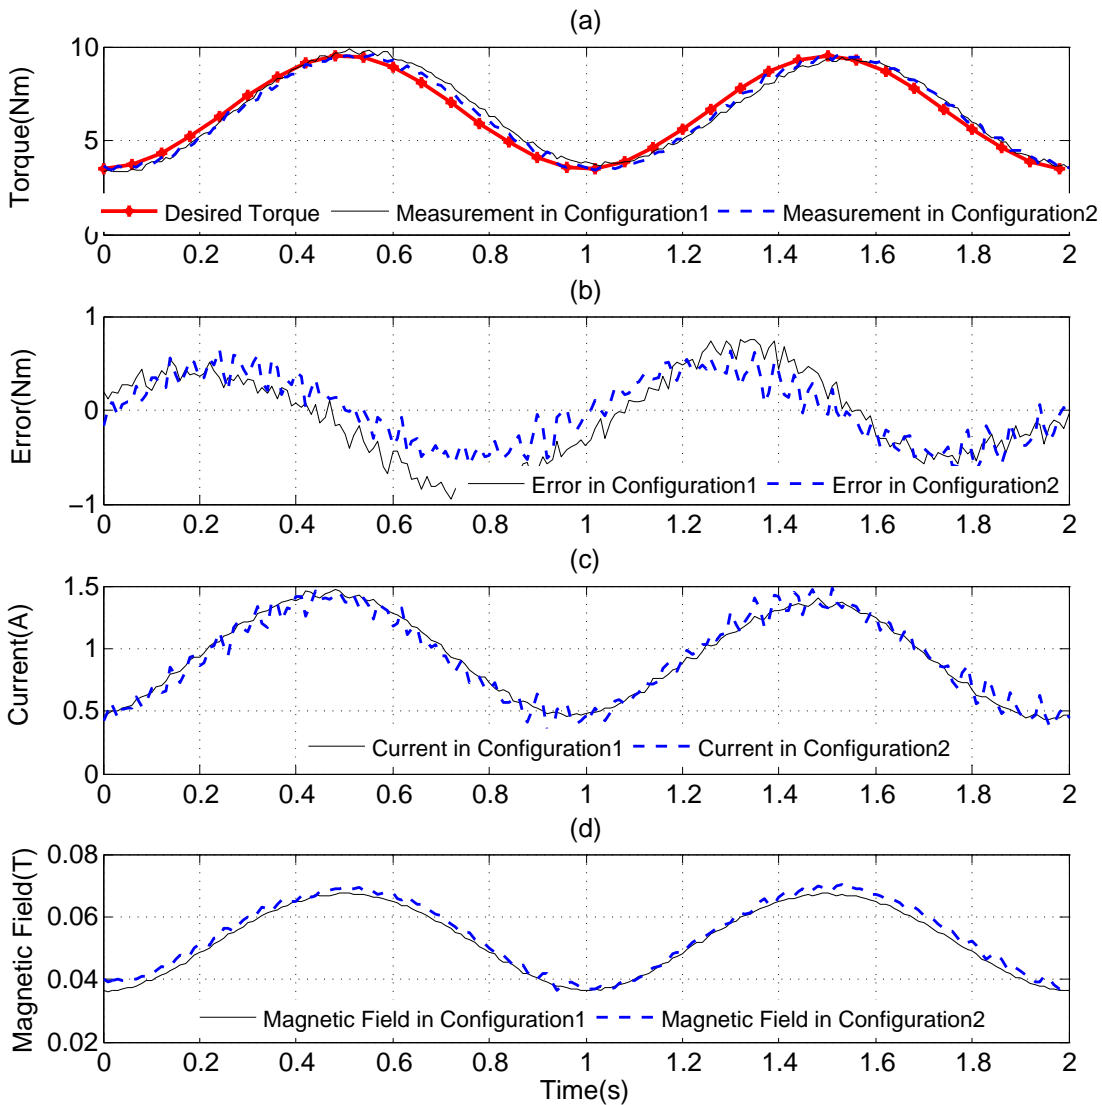 (a)
10
5
0
Torque(Nm)
Desired Torque Measurement in Configuration1 Measurement in Configuration2
0 0.2 0.4 0.6 0.8 1 1.2 1.4 1.6 1.8 2
(b)
1
0
−1
Error(Nm)
Error in Configuration1 Error in Configuration2
0 0.2 0.4 0.6 0.8 1 1.2 1.4 1.6 1.8 2
(c)
1.5
1
0.5
0
Current(A)
Current in Configuration1 Current in Configuration2
0 0.2 0.4 0.6 0.8 1 1.2 1.4 1.6 1.8 2
(d)
0.08
0.06
0.04
0.02
Magnetic Field(T)
Magnetic Field in Configuration1 Magnetic Field in Configuration2
0 0.2 0.4 0.6 0.8 1 1.2 1.4 1.6 1.8 2
Time(s)